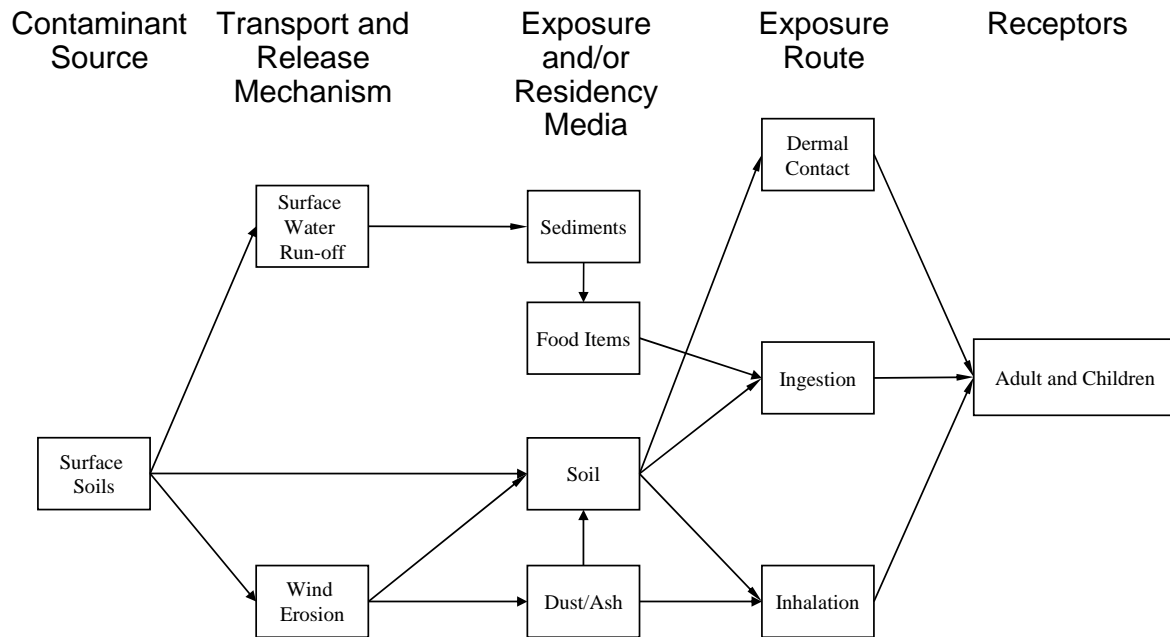 Contaminant
Source
Transport and
Release
Mechanism
Exposure
and/or
Residency
Media
Exposure
Route
Receptors
Dermal
Contact
Surface
Water
Run-off
Sediments
Food Items
Ingestion
Adult and Children
Surface
Soils
Soil
Wind
Erosion
Dust/Ash
Inhalation